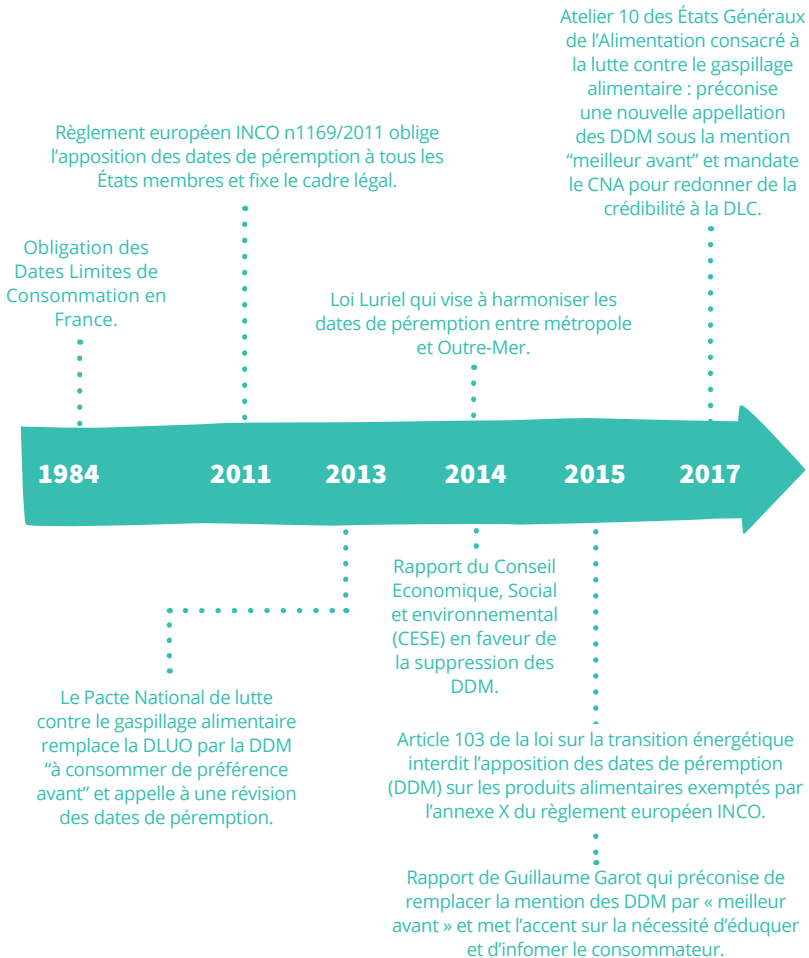 Atelier 10 des États Généraux
de l’Alimentation consacré à
la lutte contre le gaspillage
alimentaire : préconise
une nouvelle appellation
des DDM sous la mention
“meilleur avant” et mandate
le CNA pour redonner de la
crédibilité à la DLC.
Règlement européen INCO n1169/2011 oblige
l’apposition des dates de péremption à tous les
États membres et fixe le cadre légal.
Obligation des
Dates Limites de
Consommation en
France.
Loi Luriel qui vise à harmoniser les
dates de péremption entre métropole
et Outre-Mer.
1984 2011 2013 2014 2015 2017
Rapport du Conseil
Economique, Social
et environnemental
(CESE) en faveur de
la suppression des
DDM.
Le Pacte National de lutte
contre le gaspillage alimentaire
remplace la DLUO par la DDM
“à consommer de préférence
avant” et appelle à une révision
des dates de péremption.
Article 103 de la loi sur la transition énergétique
interdit l’apposition des dates de péremption
(DDM) sur les produits alimentaires exemptés par
l’annexe X du règlement européen INCO.
Rapport de Guillaume Garot qui préconise de
remplacer la mention des DDM par « meilleur
avant » et met l’accent sur la nécessité d’éduquer
et d’infomer le consommateur.